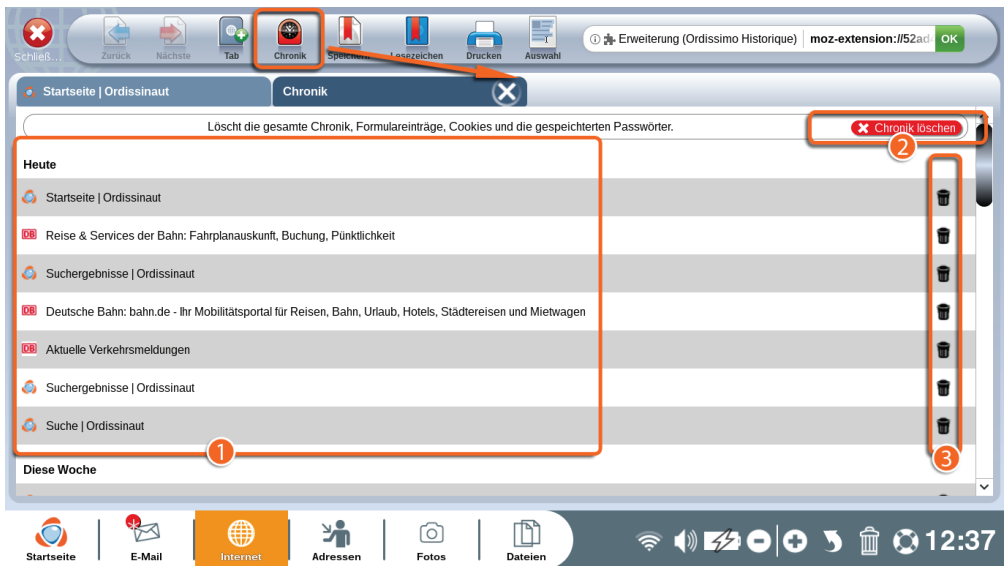 Schließ...
Zurück
Nächste
Tab
Chronik
Speichern
Lesezeichen
Drucken
Auswahl
Erweiterung (Ordissimo Historique)
moz-extension://52ad
OK
Startseite | Ordissinaut
Chronik
Löscht die gesamte Chronik, Formulareinträge, Cookies und die gespeicherten Passwörter.
Chronik löschen
2
Heute
Startseite | Ordissinaut
DB Reise & Services der Bahn: Fahrplanauskunft, Buchung, Pünktlichkeit
Suchergebnisse | Ordissinaut
DB Deutsche Bahn: bahn.de - Ihr Mobilitätsportal für Reisen, Bahn, Urlaub, Hotels, Städtereisen und Mietwagen
DB Aktuelle Verkehrsmeldungen
Suchergebnisse | Ordissinaut
Suche | Ordissinaut
1
3
Diese Woche
Startseite
E-Mail
Internet
Adressen
Fotos
Dateien
12:37